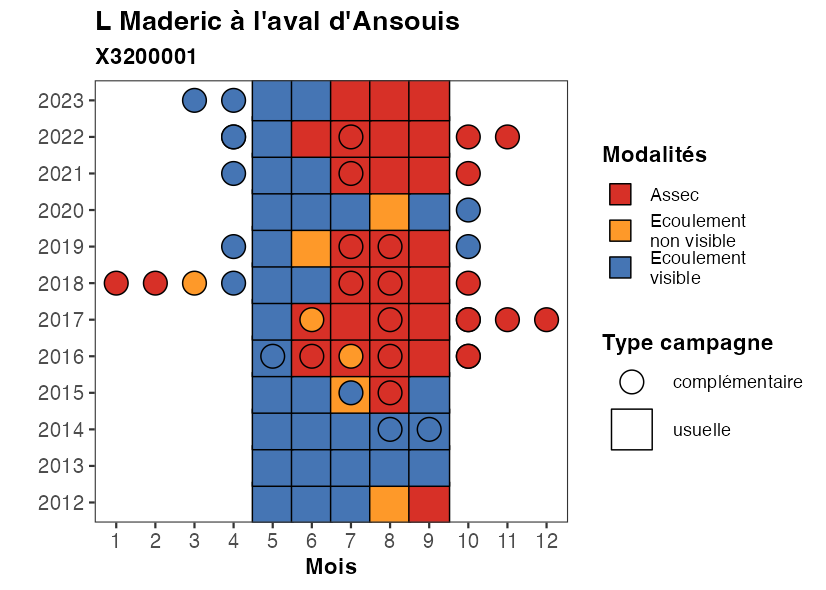 L Maderic à l'aval d'Ansouis
X3200001
2023
2022
2021
2020
2019
2018
2017
2016
2015
2014
2013
2012
1 2 3 4 5 6 7 8 9 10 11 12
Mois
Modalités
Assec
Ecoulement
non visible
Ecoulement
visible
Type campagne
complémentaire
usuelle